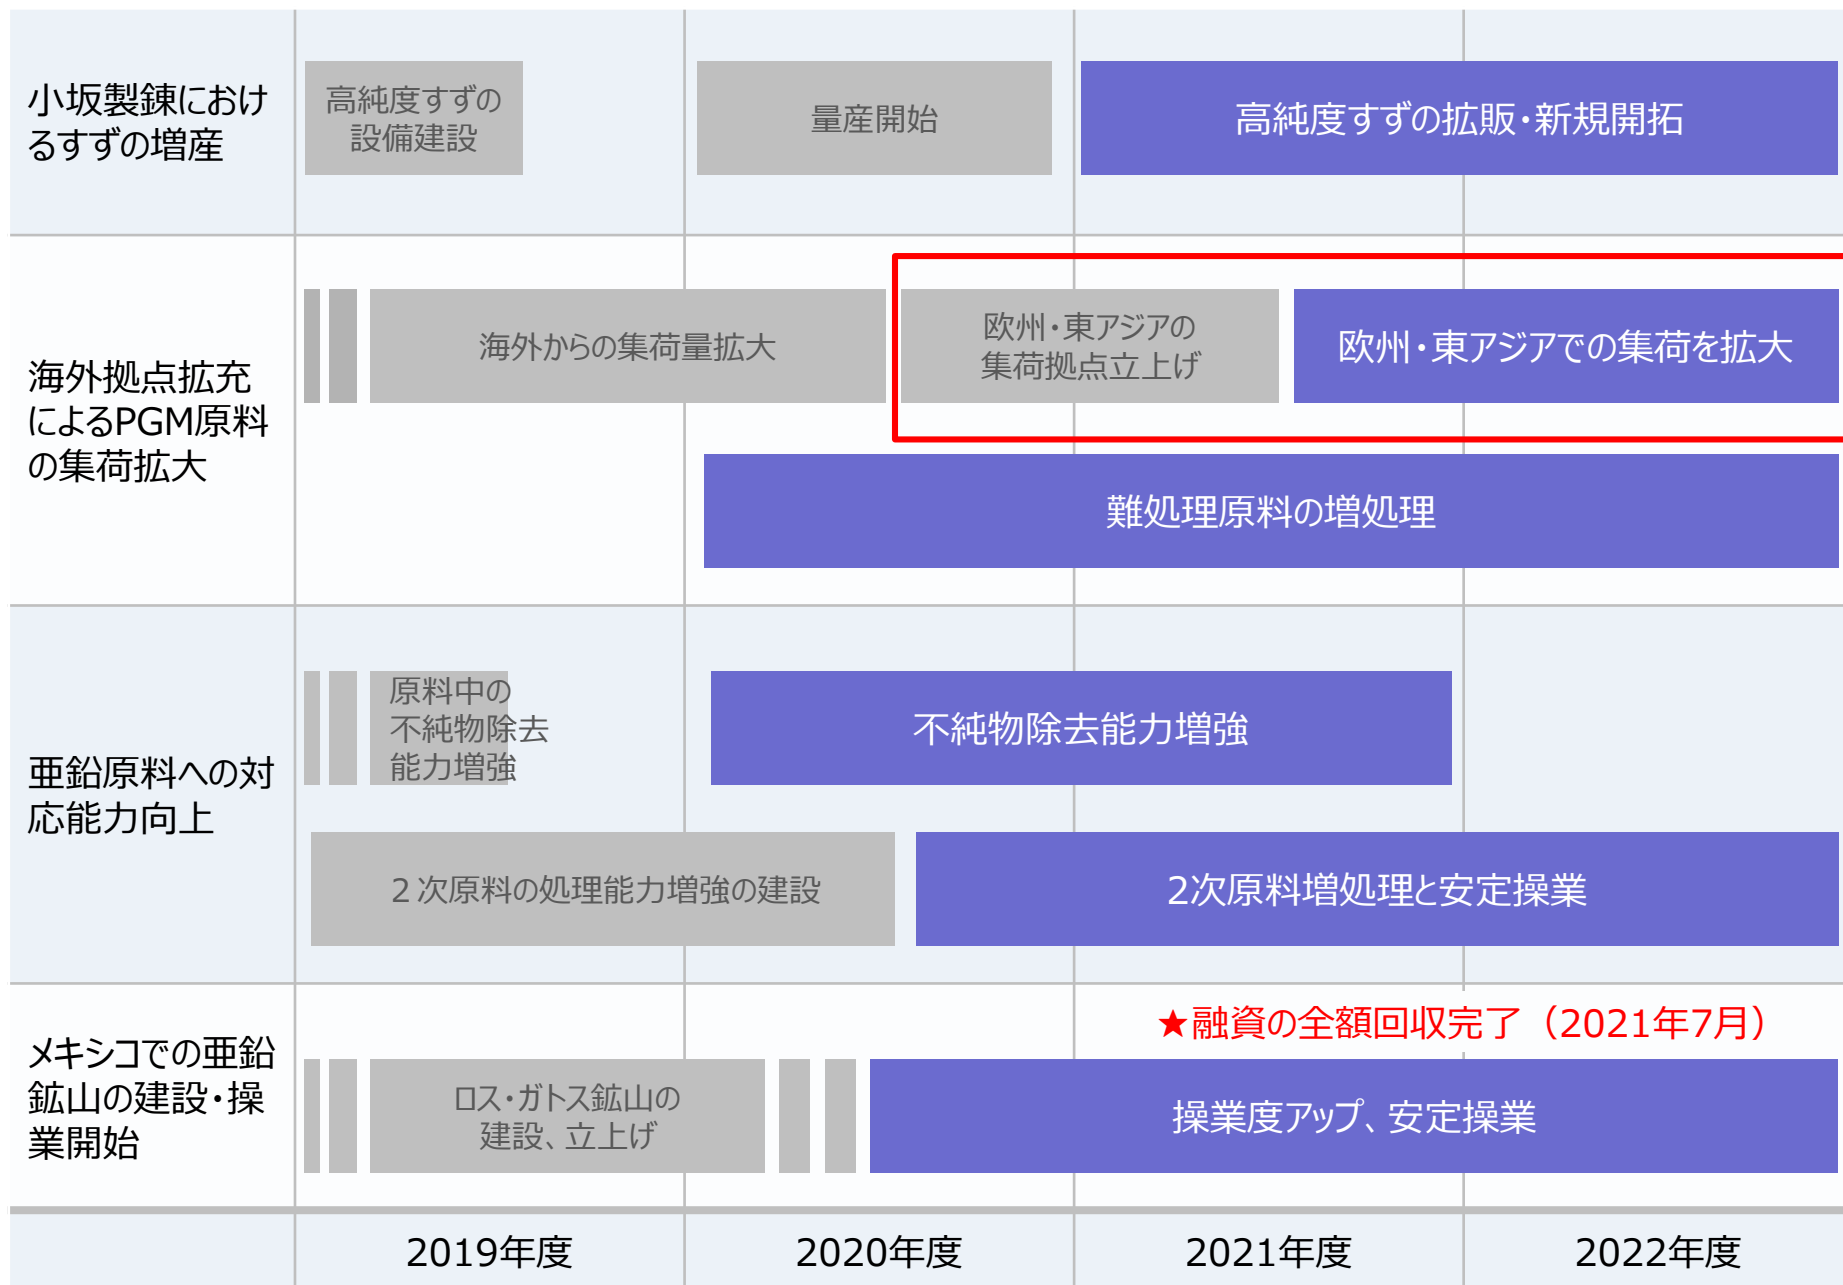 小坂製錬におけ
るすずの増産
高純度すずの
設備建設
量産開始
高純度すずの拡販・新規開拓
海外拠点拡充
によるPGM原料
の集荷拡大
海外からの集荷量拡大
欧州・東アジアの
集荷拠点立上げ
欧州・東アジアでの集荷を拡大
難処理原料の増処理
亜鉛原料への対
応能力向上
原料中の
不純物除去
能力増強
不純物除去能力増強
２次原料の処理能力増強の建設
2次原料増処理と安定操業
メキシコでの亜鉛
鉱山の建設・操
業開始
★融資の全額回収完了（2021年7月）
ロス・ガトス鉱山の
建設、立上げ
操業度アップ、安定操業
2019年度
2020年度
2021年度
2022年度